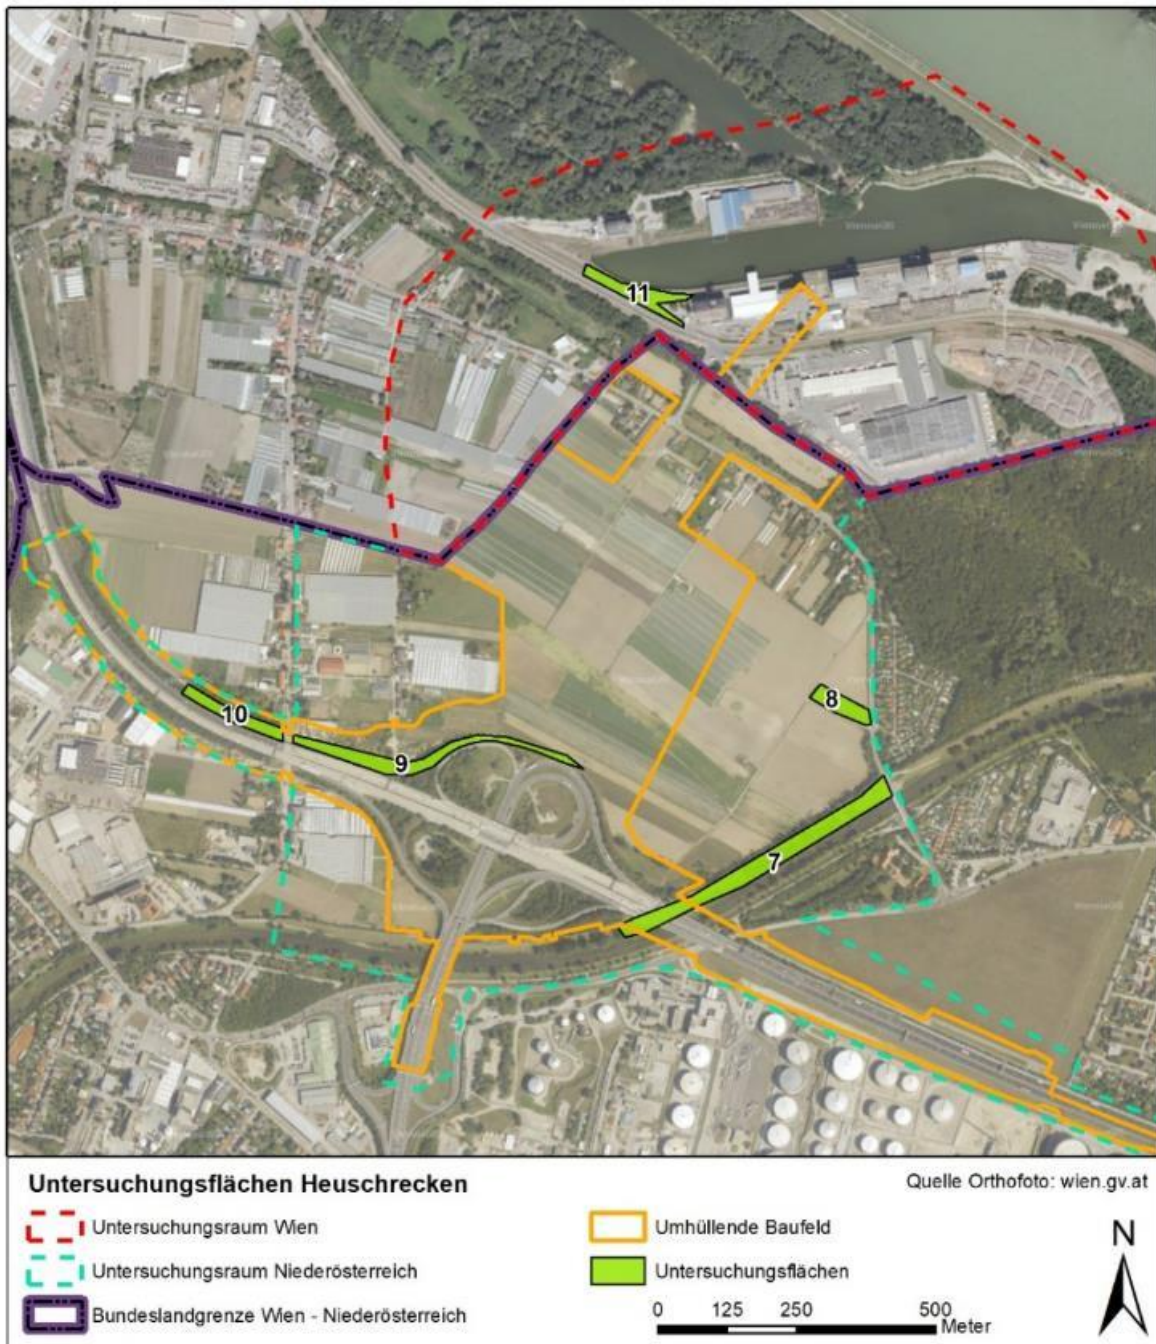 11
8
10
9
7
Untersuchungsflächen Heuschrecken
Quelle Orthofoto: wien.gv.at
Untersuchungsraum Wien
Umhüllende Baufeld
N
Untersuchungsraum Niederösterreich
Untersuchungsflächen
Bundeslandgrenze Wien - Niederösterreich
0 125 250 500
Meter